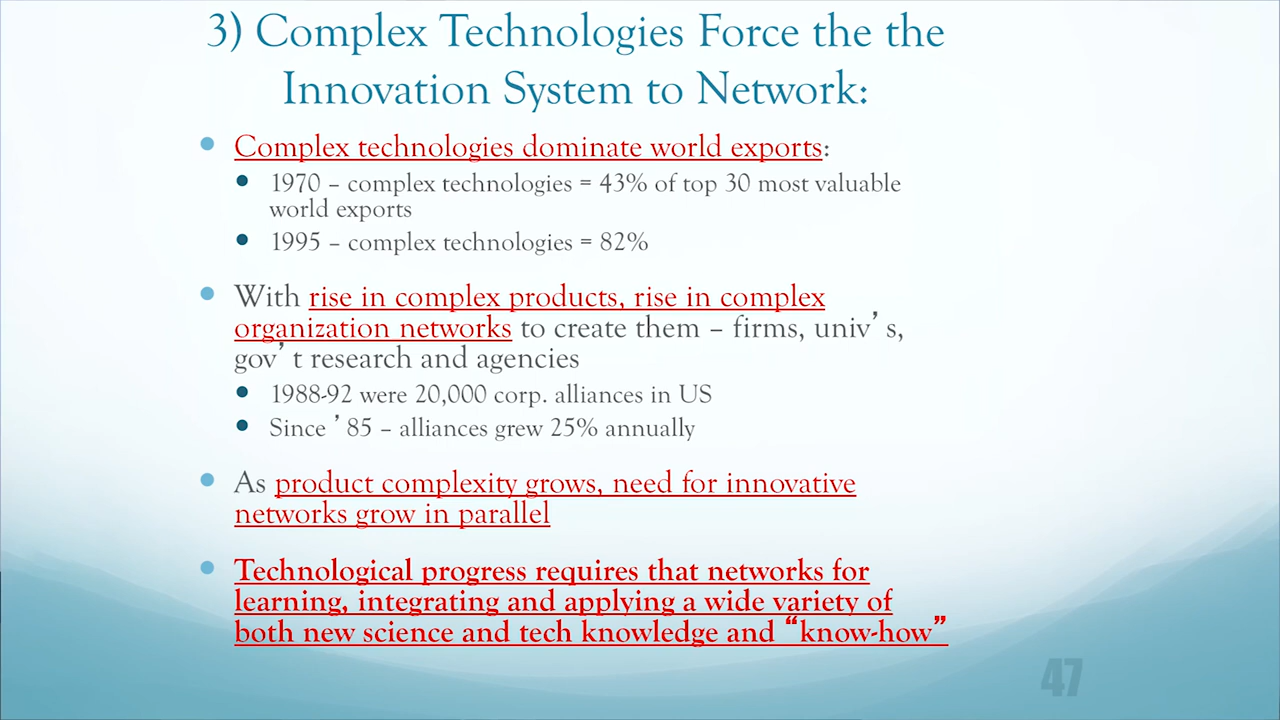 3) Complex Technologies Force the the
Innovation System to Network:
• Complex technologies dominate world exports:
• 1970 – complex technologies = 43% of top 30 most valuable
world exports
• 1995 – complex technologies = 82%
• With rise in complex products, rise in complex
organization networks to create them – firms, univ’s,
gov’t research and agencies
• 1988-92 were 20,000 corp. alliances in US
• Since ’85 – alliances grew 25% annually
• As product complexity grows, need for innovative
networks grow in parallel
• Technological progress requires that networks for
learning, integrating and applying a wide variety of
both new science and tech knowledge and “know-how”
47